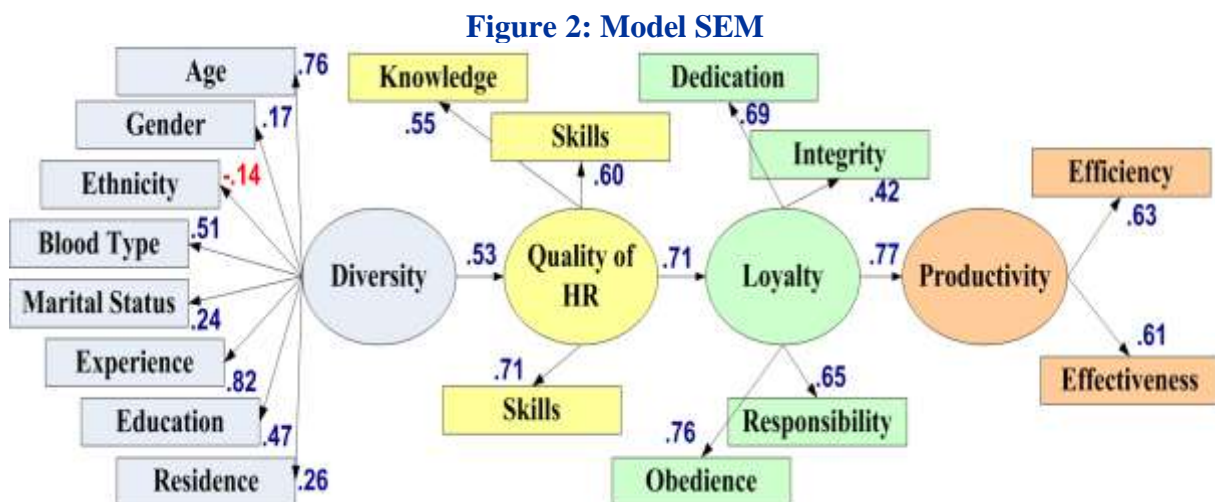 Figure 2: Model SEM
Age
.76
Gender
.17
Ethnicity
-.14
Blood Type
.51
Marital Status
.24
Experience
.82
Education
.47
Residence
.26
Diversity
.53
Knowledge
.55
Skills
.60
Quality of
HR
.71
Skills
.71
Dedication
.69
Integrity
.42
Loyalty
.77
Responsibility
.65
Obedience
.76
Productivity
Efficiency
.63
Effectiveness
.61